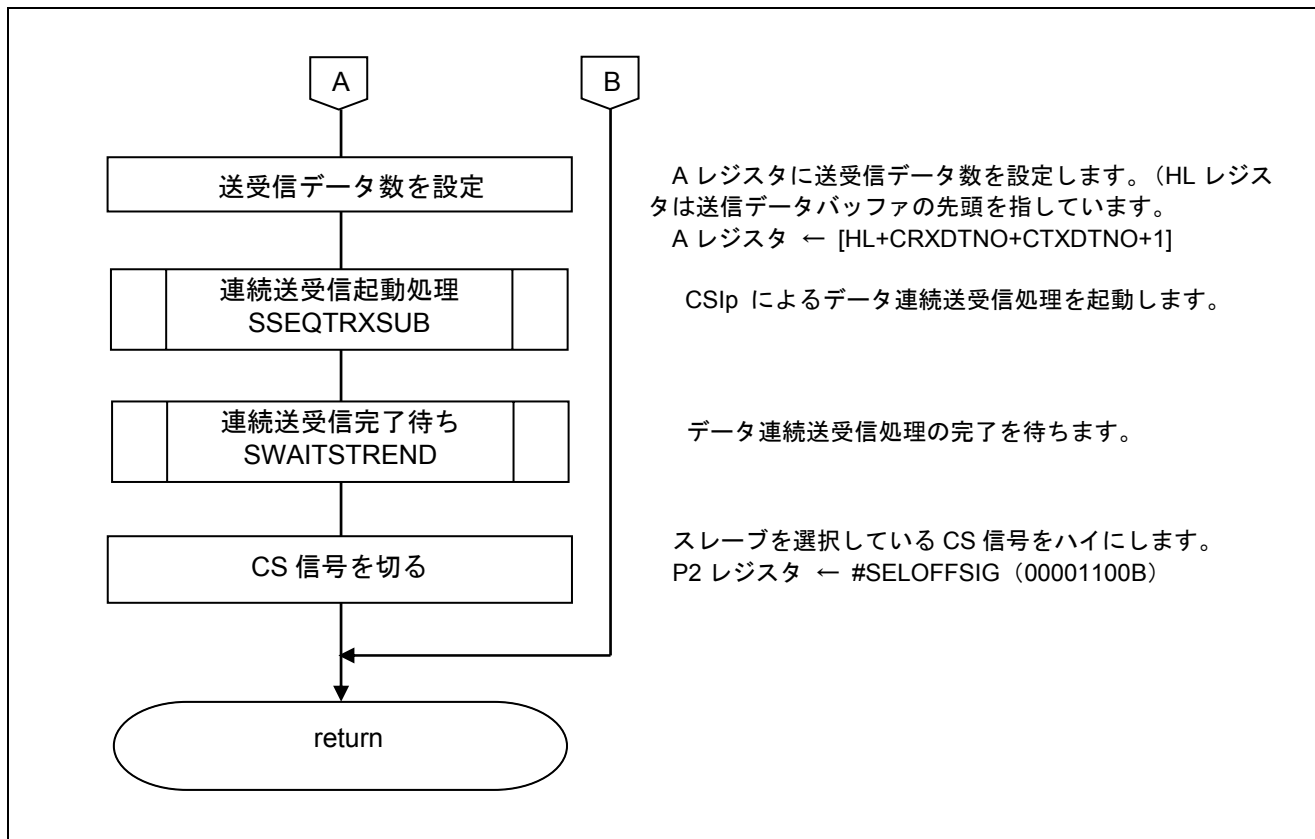 A
B
送受信データ数を設定
A レジスタに送受信データ数を設定します。（HL レジス
タは送信データバッファの先頭を指しています。
A レジスタ ← [HL+CRXDTNO+CTXDTNO+1]
連続送受信起動処理
SSEQTRXSUB
CSIp によるデータ連続送受信処理を起動します。
連続送受信完了待ち
SWAITSTREND
データ連続送受信処理の完了を待ちます。
CS 信号を切る
スレーブを選択している CS 信号をハイにします。
P2 レジスタ ← #SELOFFSIG（00001100B）
return